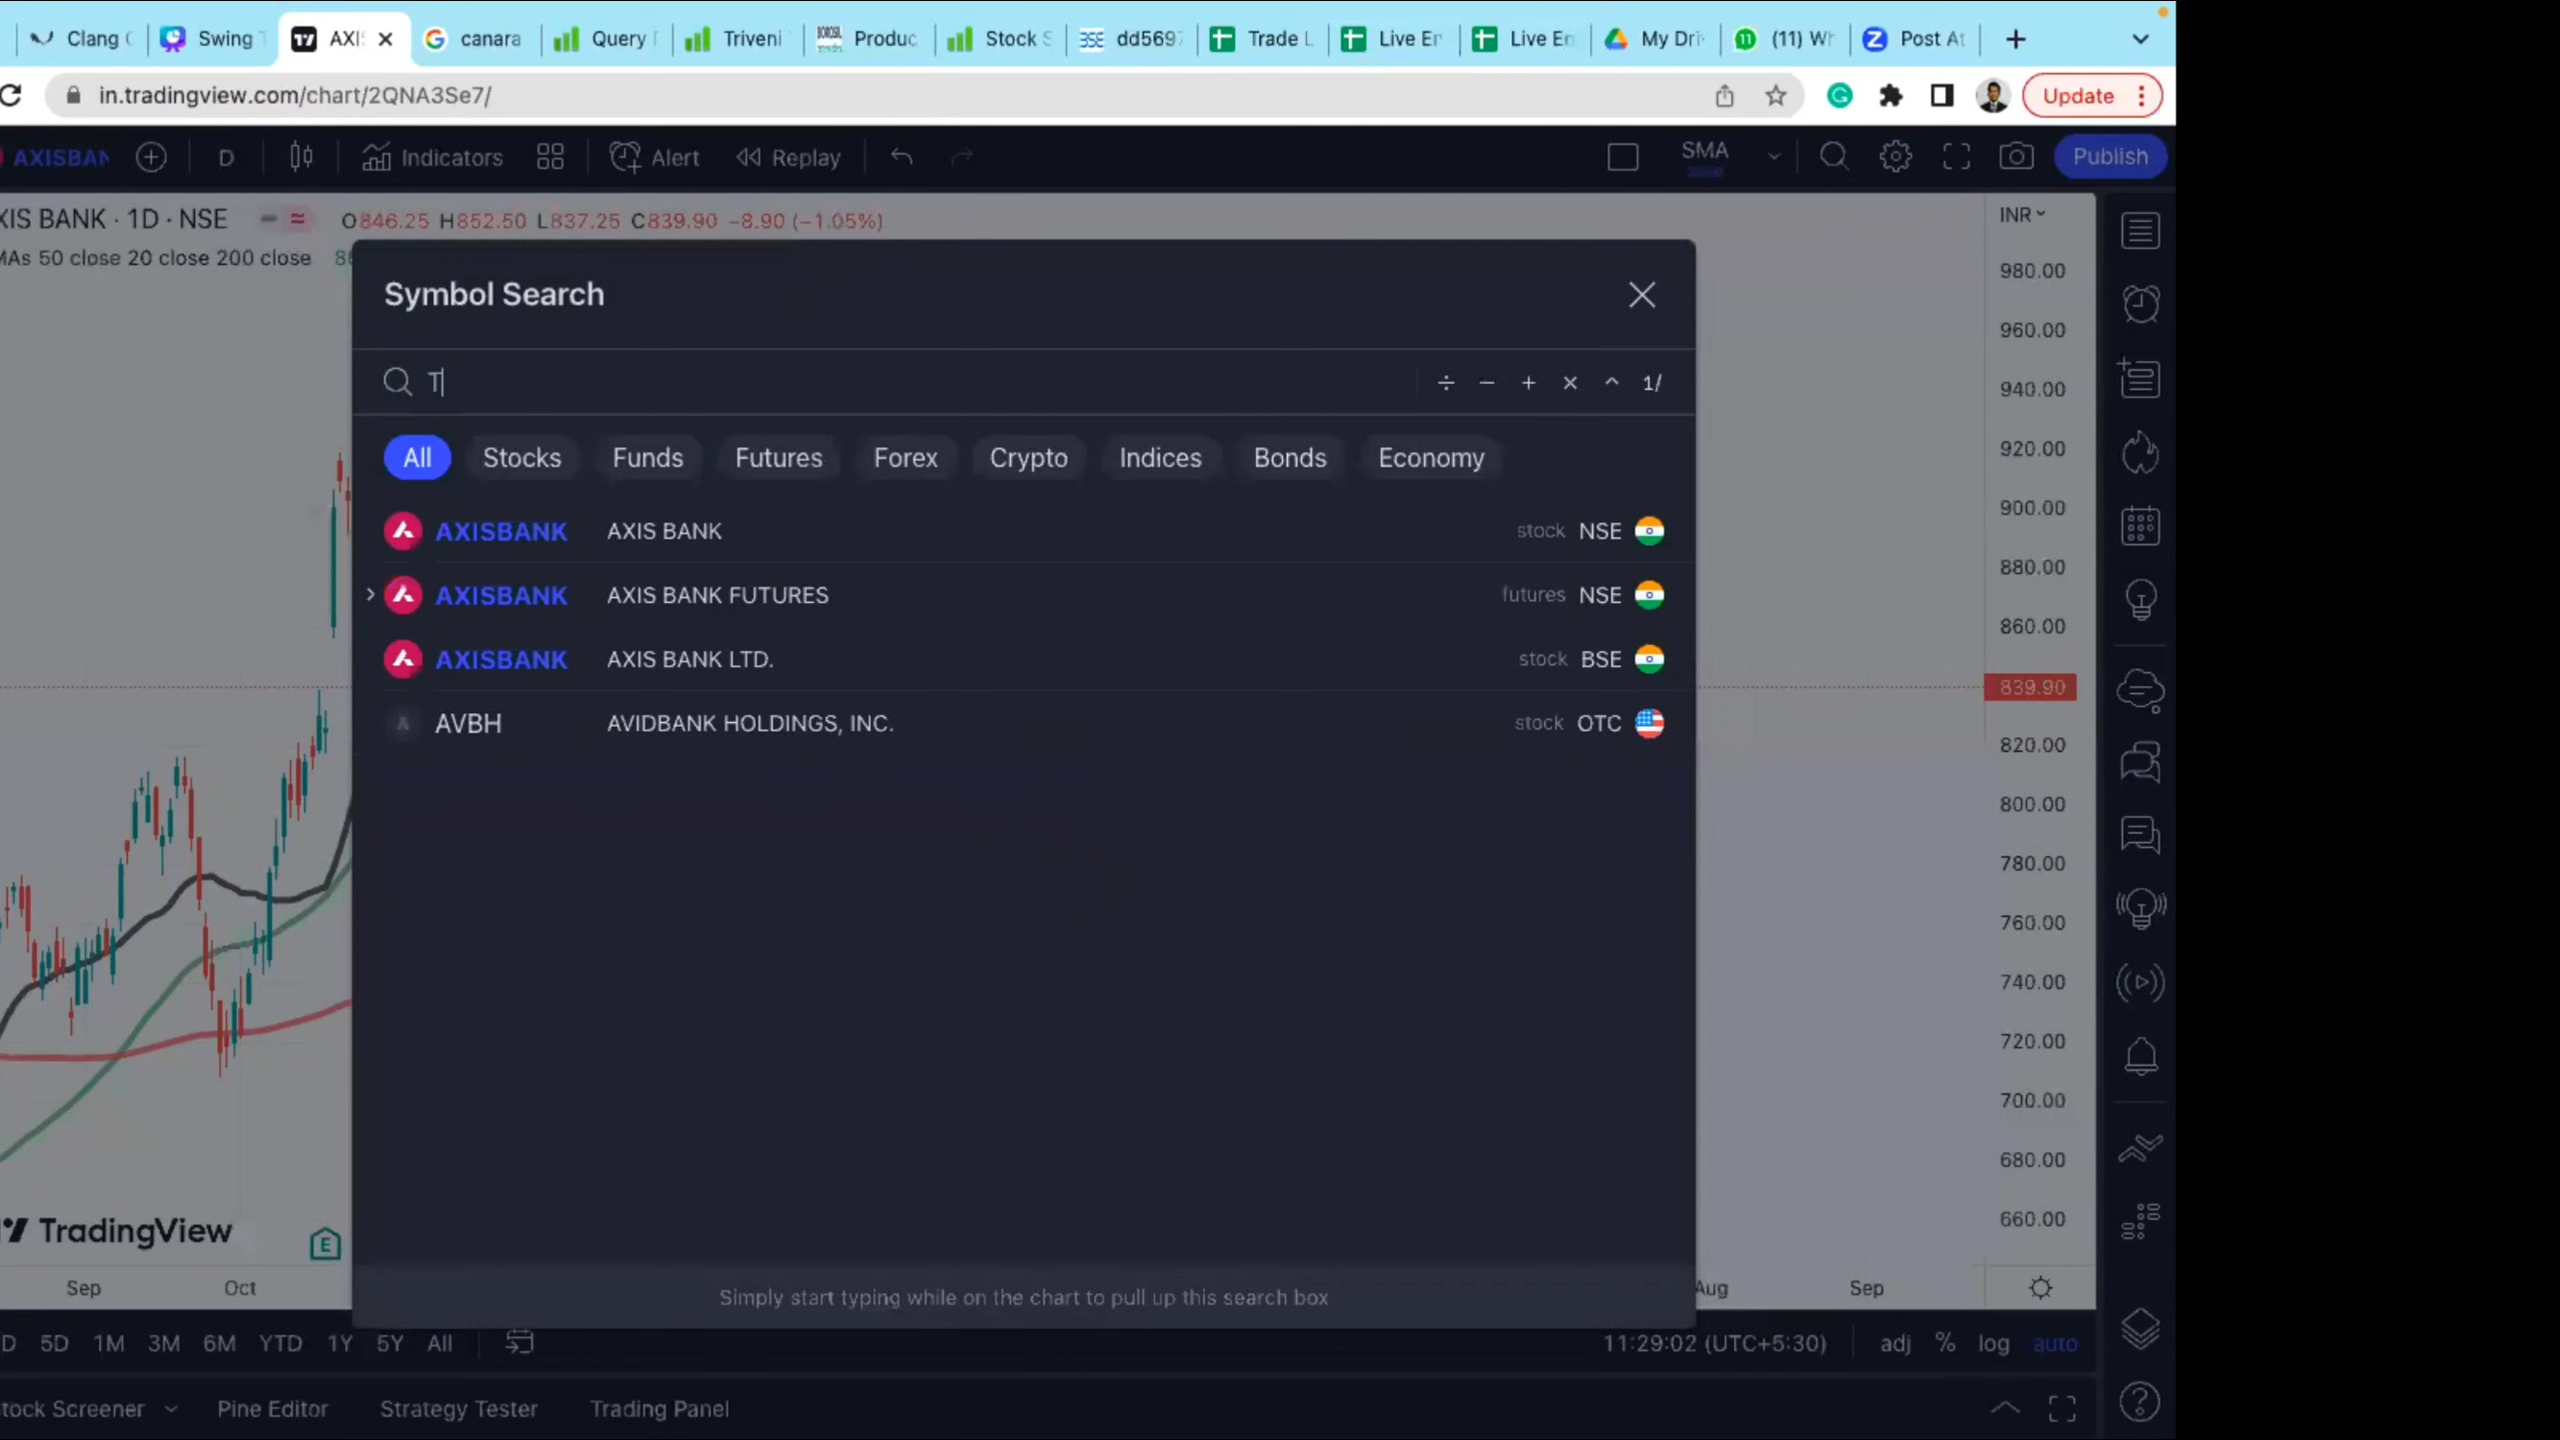 Clang
Swing
AXIS
canara
Query
Triveni
Produc
Stock S
dd5697
Trade L
Live En
Live En
My Dri
(11) Wh
Post At
in.tradingview.com/chart/2QNA3Se7/
Update
AXISBAN
D
Indicators
Alert
Replay
SMA
Publish
XIS BANK · 1D · NSE
O846.25 H852.50 L837.25 C839.90 −8.90 (−1.05%)
INR
MAs 50 close 20 close 200 close
Symbol Search
T
÷ − + × ^ 1/
All Stocks Funds Futures Forex Crypto Indices Bonds Economy
AXISBANK AXIS BANK stock NSE
AXISBANK AXIS BANK FUTURES futures NSE
AXISBANK AXIS BANK LTD. stock BSE
AVBH AVIDBANK HOLDINGS, INC. stock OTC
Simply start typing while on the chart to pull up this search box
980.00
960.00
940.00
920.00
900.00
880.00
860.00
839.90
820.00
800.00
780.00
760.00
740.00
720.00
700.00
680.00
660.00
TradingView
E
Sep Oct Aug Sep
D 5D 1M 3M 6M YTD 1Y 5Y All
11:29:02 (UTC+5:30) adj % log auto
tock Screener Pine Editor Strategy Tester Trading Panel